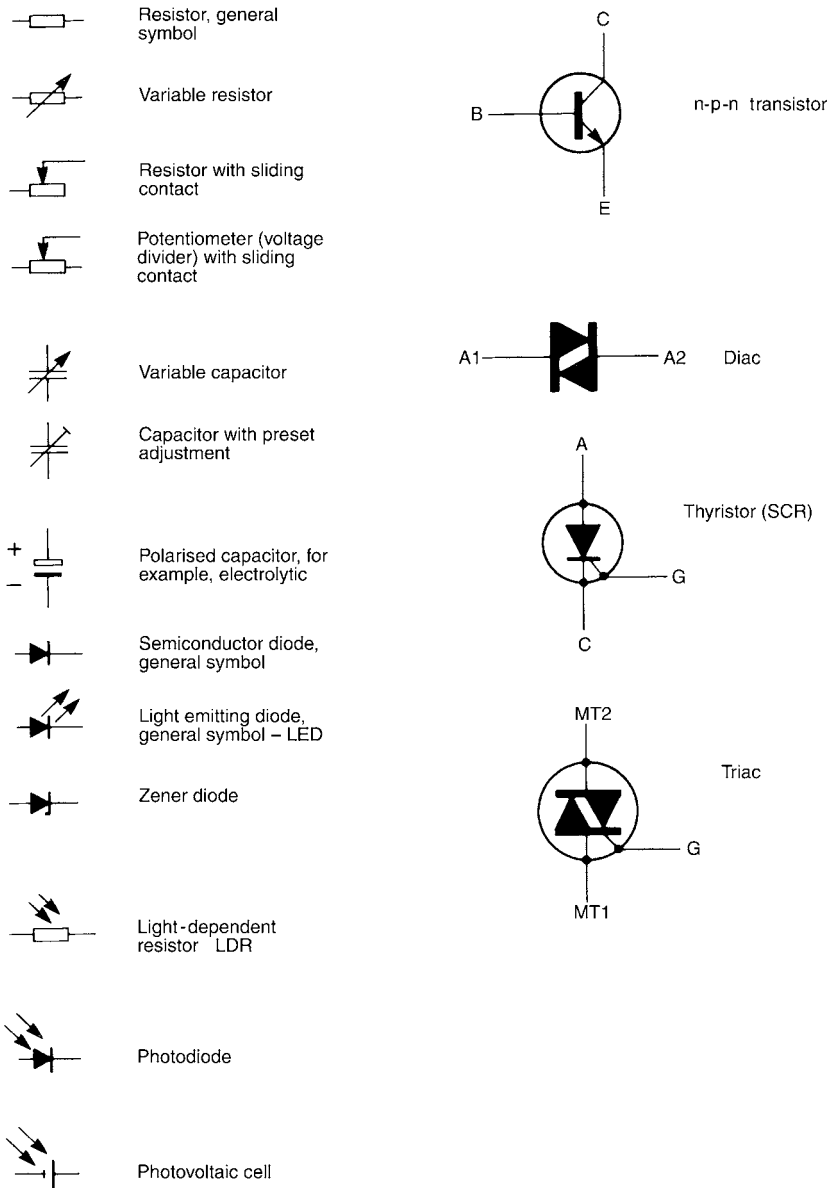 Resistor, general
symbol
Variable resistor
Resistor with sliding
contact
Potentiometer (voltage
divider) with sliding
contact
Variable capacitor
Capacitor with preset
adjustment
+
–
Polarised capacitor, for
example, electrolytic
Semiconductor diode,
general symbol
Light emitting diode,
general symbol – LED
Zener diode
Light-dependent
resistor LDR
Photodiode
Photovoltaic cell
C
B
E
n-p-n transistor
A1
A2
Diac
A
Thyristor (SCR)
G
C
MT2
Triac
G
MT1